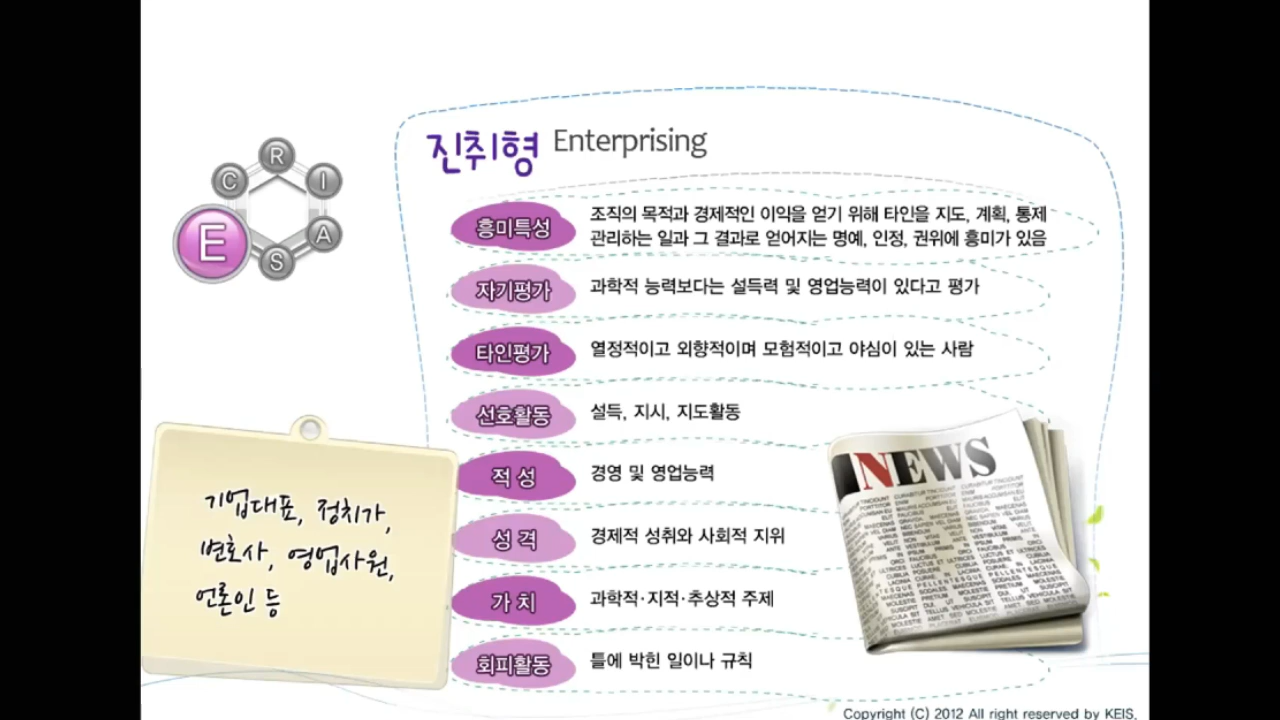 진취형 Enterprising
R
C
I
E
A
S
흥미특성
조직의 목적과 경제적인 이익을 얻기 위해 타인을 지도, 계획, 통제
관리하는 일과 그 결과로 얻어지는 명예, 인정, 권위에 흥미가 있음
자기평가
과학적 능력보다는 설득력 및 영업능력이 있다고 평가
타인평가
열정적이고 외향적이며 모험적이고 야심이 있는 사람
선호활동
설득, 지시, 지도활동
적성
경영 및 영업능력
성격
경제적 성취와 사회적 지위
가치
과학적·지적·추상적 주제
회피활동
틀에 박힌 일이나 규칙
기업대표, 정치가,
변호사, 영업사원,
언론인 등
NEWS
Copyright (C) 2012 All right reserved by KEIS.